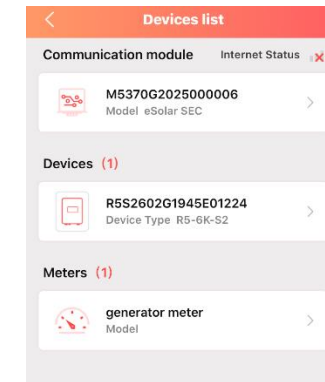 Devices list
Communication module Internet Status
M5370G2025000006
Model eSolar SEC
Devices (1)
R5S2602G1945E01224
Device Type R5-6K-S2
Meters (1)
generator meter
Model